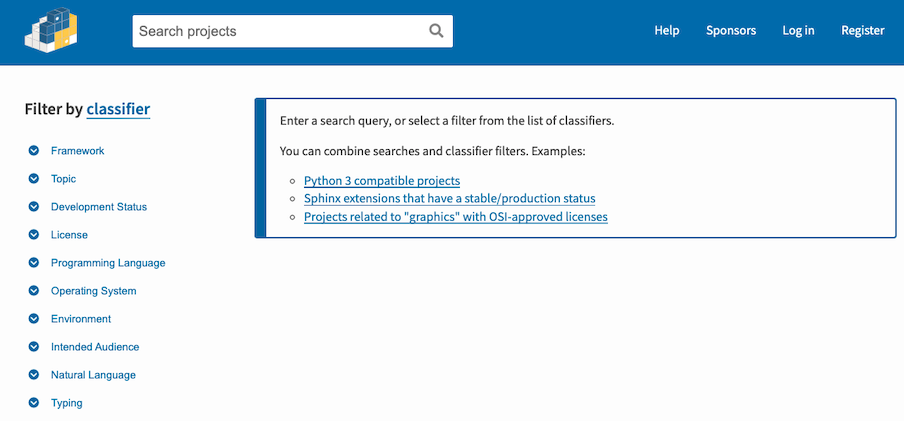 Search projects
Help
Sponsors
Log in
Register
Filter by classifier
Framework
Topic
Development Status
License
Programming Language
Operating System
Environment
Intended Audience
Natural Language
Typing
Enter a search query, or select a filter from the list of classifiers.
You can combine searches and classifier filters. Examples:
Python 3 compatible projects
Sphinx extensions that have a stable/production status
Projects related to "graphics" with OSI-approved licenses